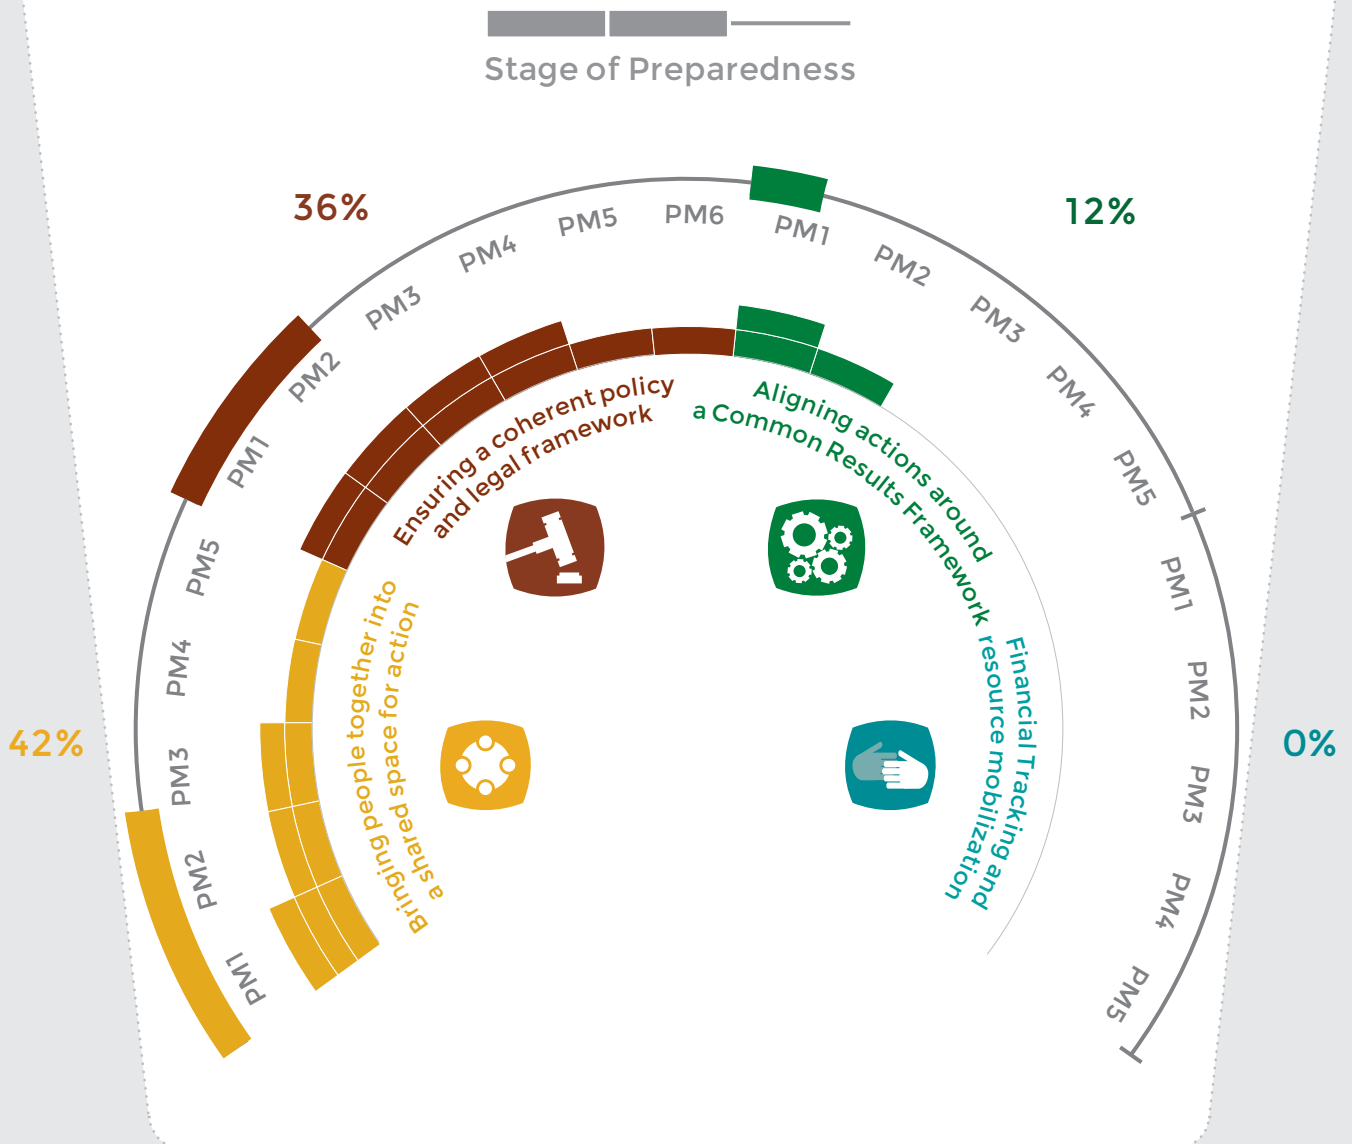 Stage of Preparedness
36%
12%
42%
0%
PM1
PM2
PM3
PM4
PM5
PM1
PM2
PM3
PM4
PM5
PM6
PM1
PM2
PM3
PM4
PM5
PM1
PM2
PM3
PM4
PM5
Bringing people together into
a shared space for action
Ensuring a coherent policy
and legal framework
Aligning actions around
a Common Results Framework
Financial Tracking and
resource mobilization